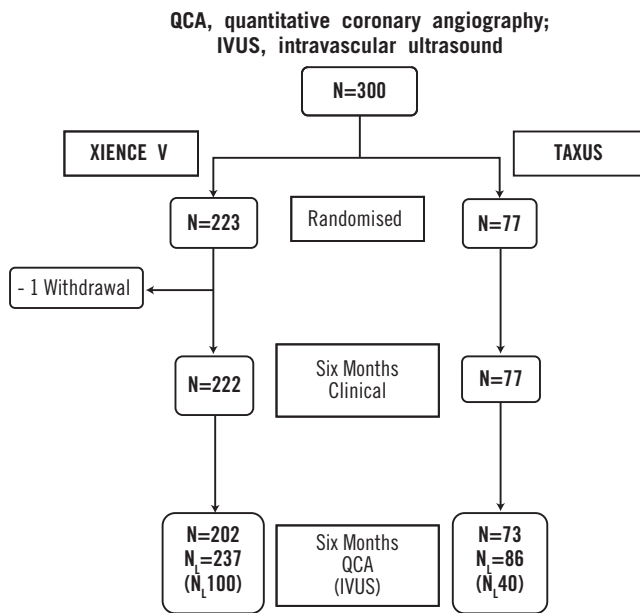 QCA, quantitative coronary angiography;
IVUS, intravascular ultrasound
N=300
XIENCE V
TAXUS
N=223
Randomised
N=77
- 1 Withdrawal
N=222
Six Months
Clinical
N=77
N=202
N_L=237
(N_L100)
Six Months
QCA
(IVUS)
N=73
N_L=86
(N_L40)